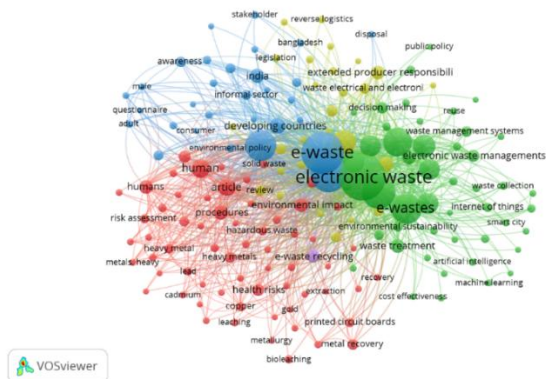 stakeholder
reverse logistics
bangladesh
disposal
legislation
public policy
awareness
india
extended producer responsibili
male
informal sector
waste electrical and electroni
questionnaire
decision making
reuse
adult
consumer
developing countries
waste management systems
environmental policy
e-waste
electronic waste managements
solid waste
human
electronic waste
humans
article
review
waste collection
procedures
environmental impact
e-wastes
internet of things
risk assessment
smart city
hazardous waste
environmental sustainability
heavy metal
heavy metals
e-waste recycling
waste treatment
metals, heavy
artificial intelligence
lead
recovery
machine learning
cadmium
health risks
extraction
cost effectiveness
copper
gold
leaching
printed circuit boards
metallurgy
metal recovery
bioleaching
VOSviewer